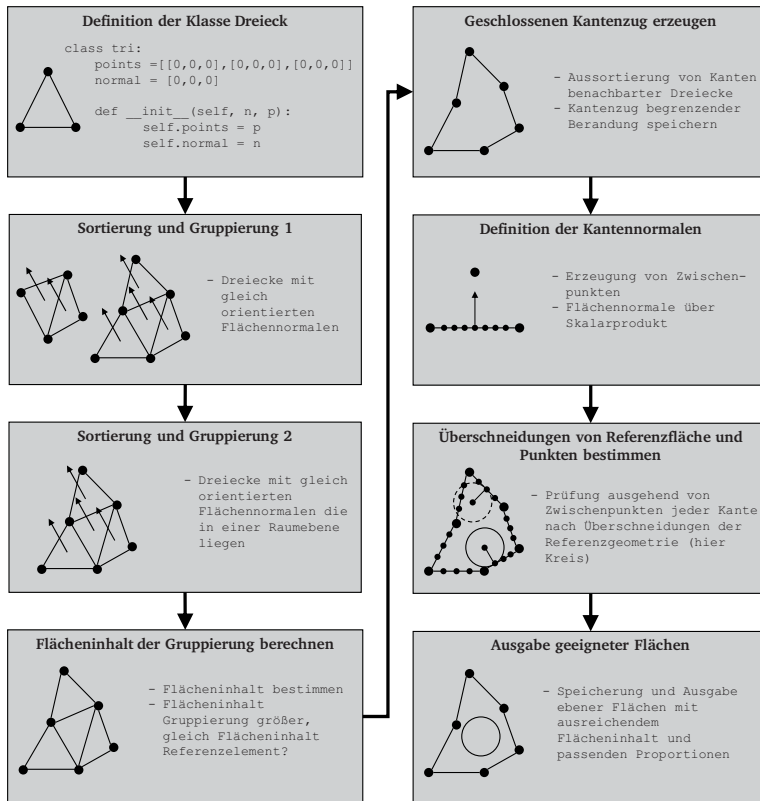 Definition der Klasse Dreieck
class tri:
points =[[0,0,0],[0,0,0],[0,0,0]]
normal = [0,0,0]
def __init__(self, n, p):
self.points = p
self.normal = n
Sortierung und Gruppierung 1
- Dreiecke mit
gleich
orientierten
Flächennormalen
Sortierung und Gruppierung 2
- Dreiecke mit gleich
orientierten
Flächennormalen die
in einer Raumebene
liegen
Flächeninhalt der Gruppierung berechnen
- Flächeninhalt bestimmen
- Flächeninhalt
Gruppierung größer,
gleich Flächeninhalt
Referenzelement?
Geschlossenen Kantenzug erzeugen
- Aussortierung von Kanten
benachbarter Dreiecke
- Kantenzug begrenzender
Berandung speichern
Definition der Kantennormalen
- Erzeugung von Zwischen-
punkten
- Flächennormale über
Skalarprodukt
Überschneidungen von Referenzfläche und
Punkten bestimmen
- Prüfung ausgehend von
Zwischenpunkten jeder Kante
nach Überschneidungen der
Referenzgeometrie (hier
Kreis)
Ausgabe geeigneter Flächen
- Speicherung und Ausgabe
ebener Flächen mit
ausreichendem
Flächeninhalt und
passenden Proportionen